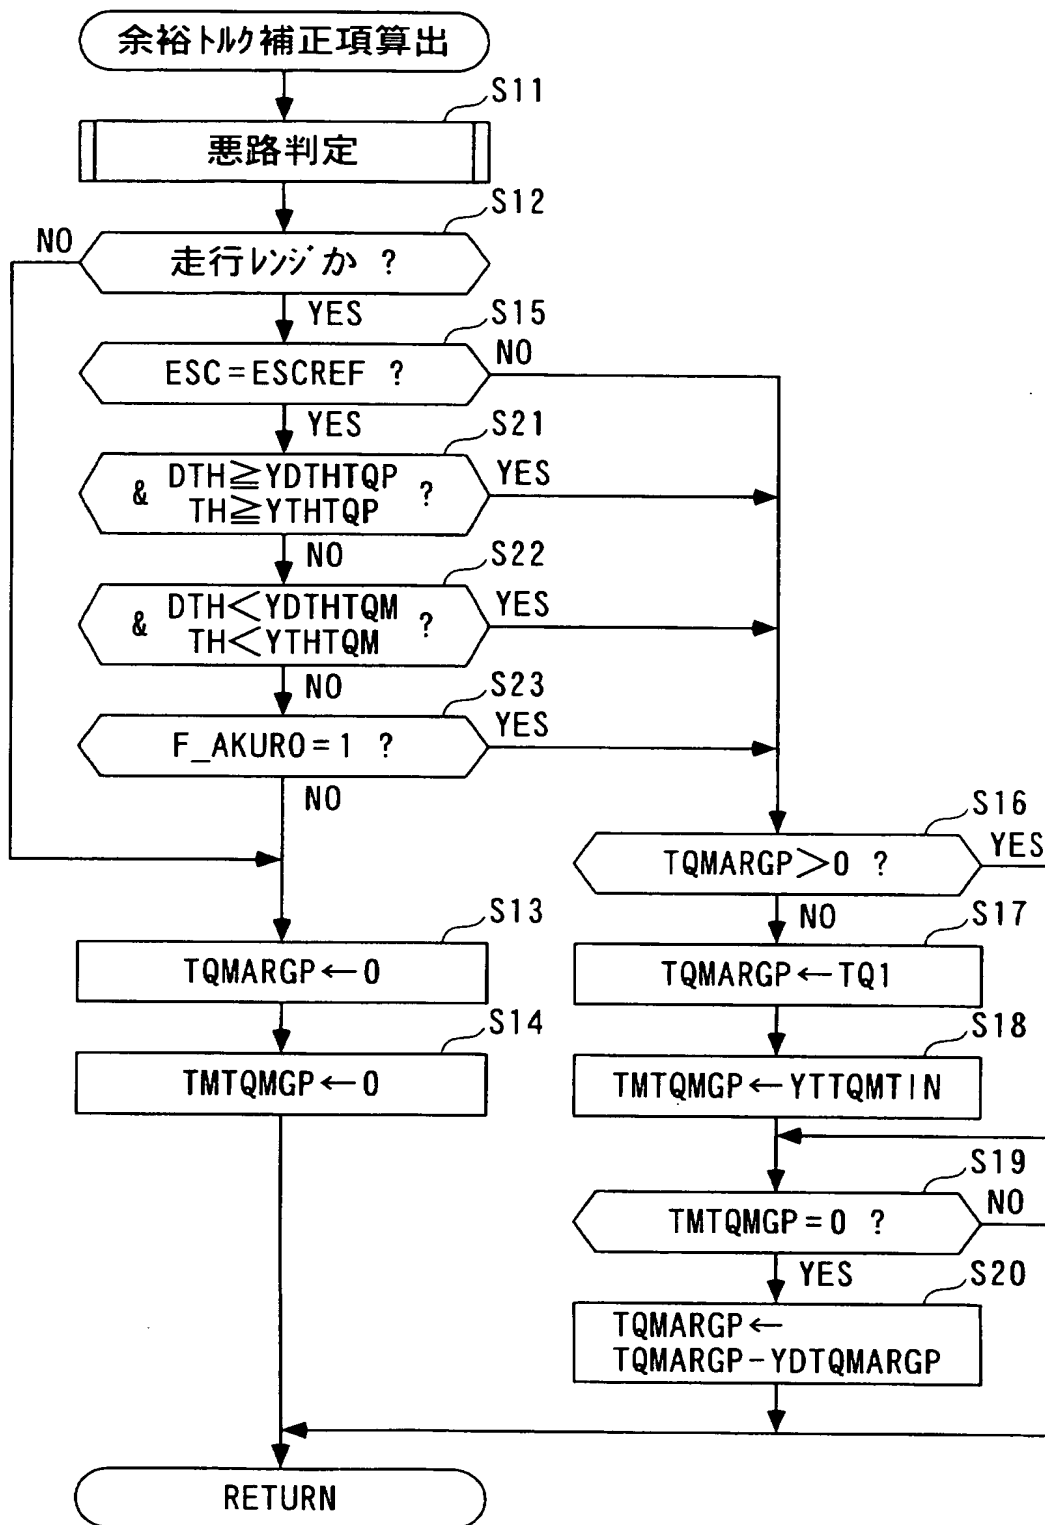 余裕トルク補正項算出
S11
悪路判定
S12
走行レンジか ?
NO
YES
S15
ESC=ESCREF ?
NO
YES
S21
& DTH≧YDTHTQP ?
TH≧YTHTQP
YES
NO
S22
& DTH<YDTHTQM ?
TH<YTHTQM
YES
NO
S23
F_AKURO=1 ?
YES
NO
S16
TQMARGP>0 ?
YES
NO
S13
TQMARGP←0
S17
TQMARGP←TQ1
S14
TMTQMGP←0
S18
TMTQMGP←YTTQMTIN
S19
TMTQMGP=0 ?
NO
YES
S20
TQMARGP←
TQMARGP-YDTQMARGP
RETURN